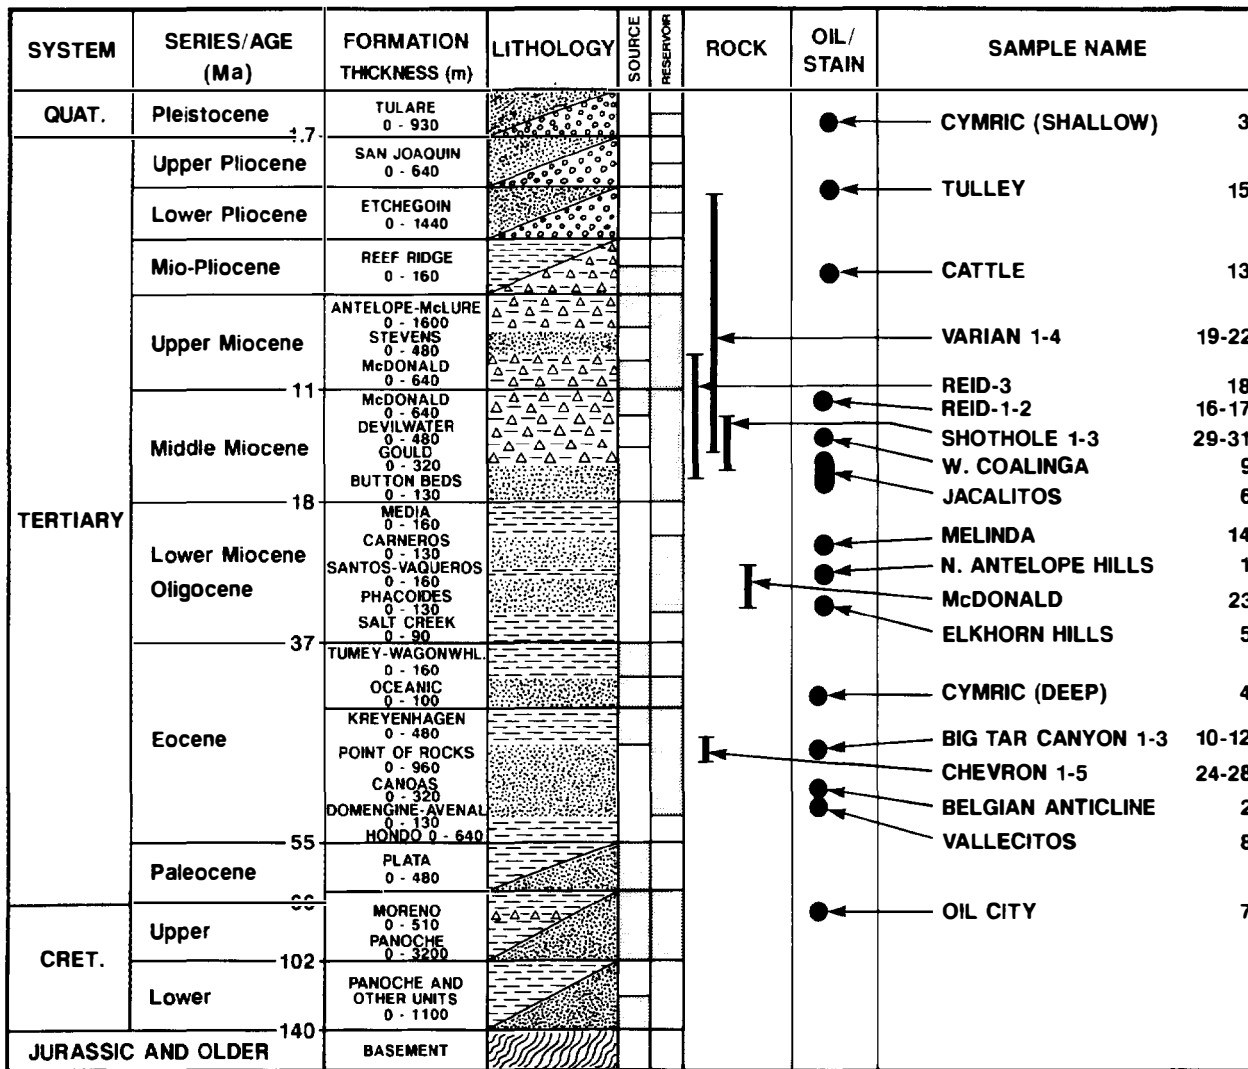 SYSTEM
SERIES/AGE
(Ma)
FORMATION
THICKNESS (m)
LITHOLOGY
SOURCE
RESERVOIR
ROCK
OIL/
STAIN
SAMPLE NAME
QUAT.
Pleistocene
TULARE
0 - 930
CYMRIC (SHALLOW) 3
1.7
Upper Pliocene
SAN JOAQUIN
0 - 640
TULLEY 15
Lower Pliocene
ETCHEGOIN
0 - 1440
Mio-Pliocene
REEF RIDGE
0 - 160
CATTLE 13
Upper Miocene
ANTELOPE-McLURE
0 - 1600
STEVENS
0 - 480
McDONALD
0 - 640
VARIAN 1-4 19-22
REID-3 18
11
Middle Miocene
McDONALD
0 - 640
DEVILWATER
0 - 480
GOULD
0 - 320
BUTTON BEDS
0 - 130
REID-1-2 16-17
SHOTHOLE 1-3 29-31
W. COALINGA 9
JACALITOS 6
18
TERTIARY
Lower Miocene
Oligocene
MEDIA
0 - 160
CARNEROS
0 - 130
SANTOS-VAQUEROS
0 - 160
PHACOIDES
0 - 130
SALT CREEK
0 - 90
MELINDA 14
N. ANTELOPE HILLS 1
McDONALD 23
ELKHORN HILLS 5
37
Eocene
TUMEY-WAGONWHL.
0 - 160
OCEANIC
0 - 100
KREYENHAGEN
0 - 480
POINT OF ROCKS
0 - 960
CANOAS
0 - 320
DOMENGINE-AVENAL
0 - 130
HONDO 0 - 640
CYMRIC (DEEP) 4
BIG TAR CANYON 1-3 10-12
CHEVRON 1-5 24-28
BELGIAN ANTICLINE 2
VALLECITOS 8
55
Paleocene
PLATA
0 - 480
66
CRET.
Upper
MORENO
0 - 510
PANOCHE
0 - 3200
OIL CITY 7
102
Lower
PANOCHE AND
OTHER UNITS
0 - 1100
140
JURASSIC AND OLDER
BASEMENT